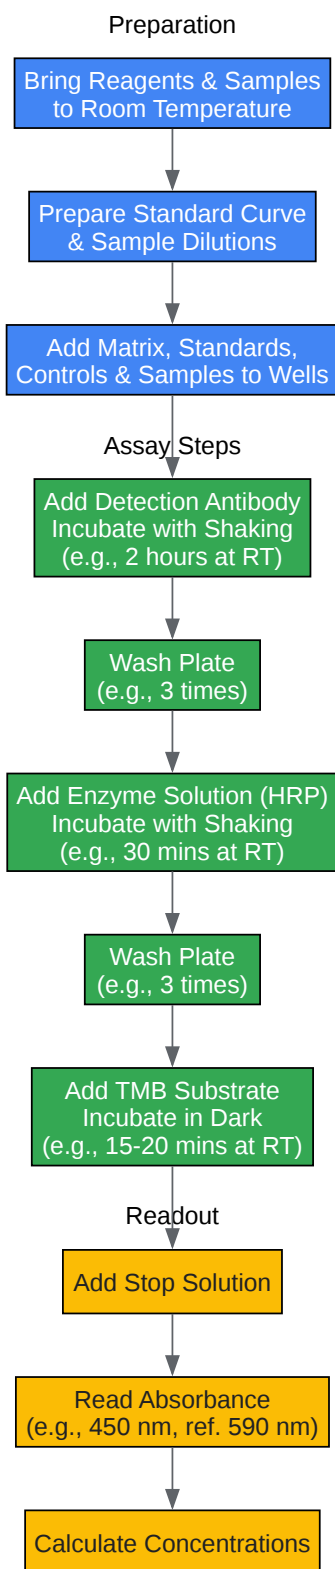 Preparation
Bring Reagents & Samples
to Room Temperature
Prepare Standard Curve
& Sample Dilutions
Add Matrix, Standards,
Controls & Samples to Wells
Assay Steps
Add Detection Antibody
Incubate with Shaking
(e.g., 2 hours at RT)
Wash Plate
(e.g., 3 times)
Add Enzyme Solution (HRP)
Incubate with Shaking
(e.g., 30 mins at RT)
Wash Plate
(e.g., 3 times)
Add TMB Substrate
Incubate in Dark
(e.g., 15-20 mins at RT)
Readout
Add Stop Solution
Read Absorbance
(e.g., 450 nm, ref. 590 nm)
Calculate Concentrations